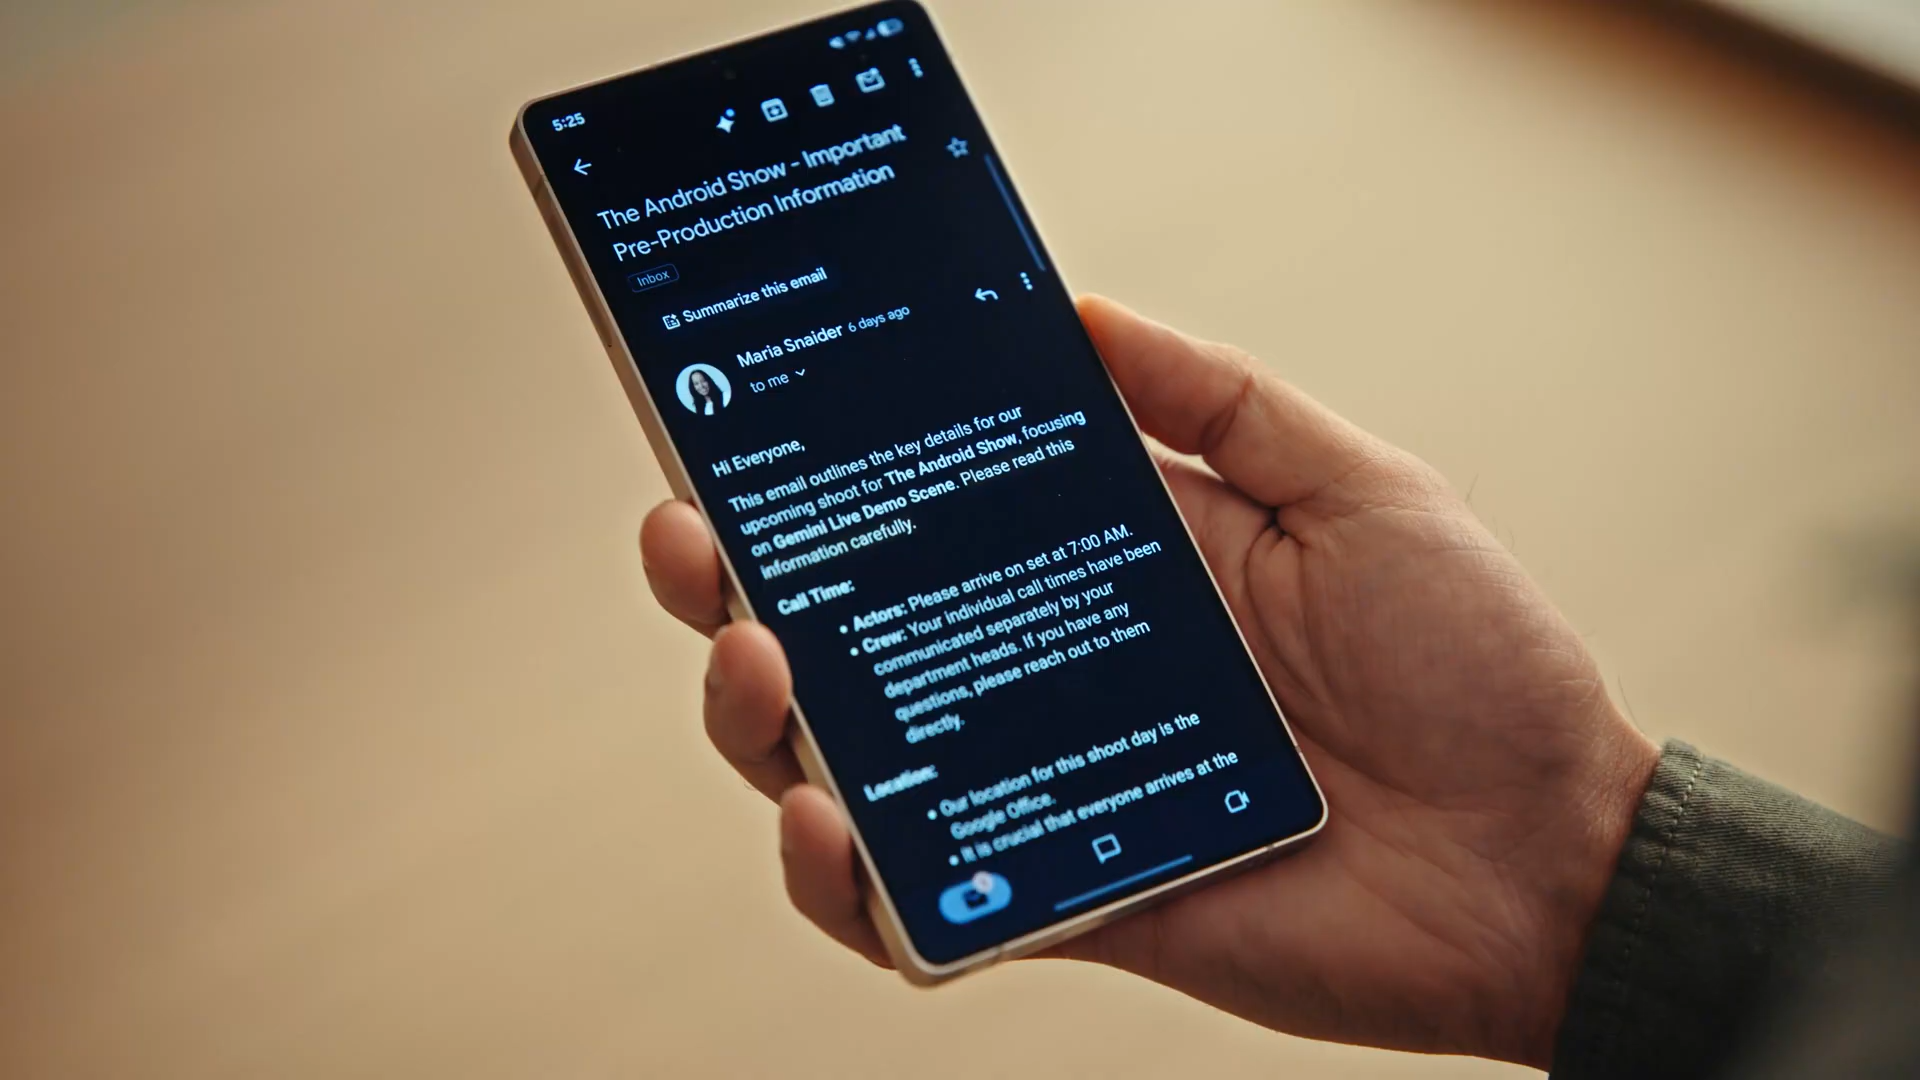 5:25
The Android Show - Important
Pre-Production Information
Inbox
Summarize this email
Maria Snaider 6 days ago
to me
Hi Everyone,
This email outlines the key details for our
upcoming shoot for The Android Show, focusing
on Gemini Live Demo Scene. Please read this
information carefully.
Call Time:
• Actors: Please arrive on set at 7:00 AM.
• Crew: Your individual call times have been
communicated separately by your
department heads. If you have any
questions, please reach out to them
directly.
Location:
• Our location for this shoot day is the
Google Office.
• It is crucial that everyone arrives at the